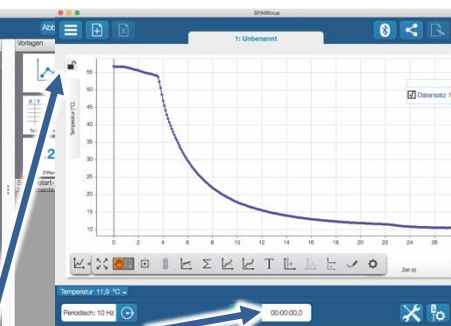 SPARKvue
Abb
Vorlagen
1: Unbenannt
Temperatur (°C)
55
50
45
40
35
30
25
20
15
10
Datensatz 1
0 2 4 6 8 10 12 14 16 18 20 22 24 26
Zeit (s)
X Y
Σ
T
Temperatur 11,9 °C
Periodisch: 10 Hz
00:00:00,0